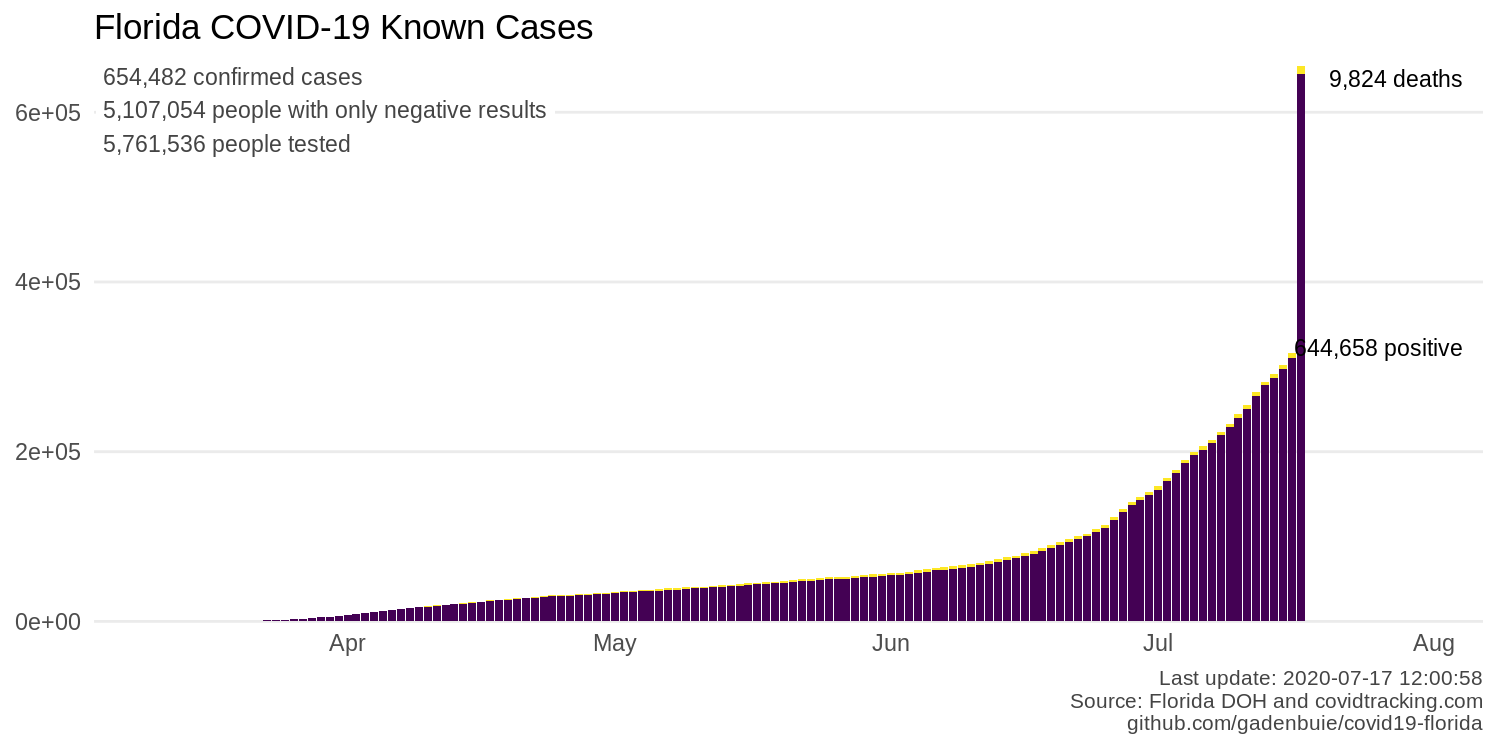 Florida COVID-19 Known Cases
654,482 confirmed cases
5,107,054 people with only negative results
5,761,536 people tested
9,824 deaths
6e+05
4e+05
644,658 positive
2e+05
0e+00
Apr May Jun Jul Aug
Last update: 2020-07-17 12:00:58
Source: Florida DOH and covidtracking.com
github.com/gadenbuie/covid19-florida